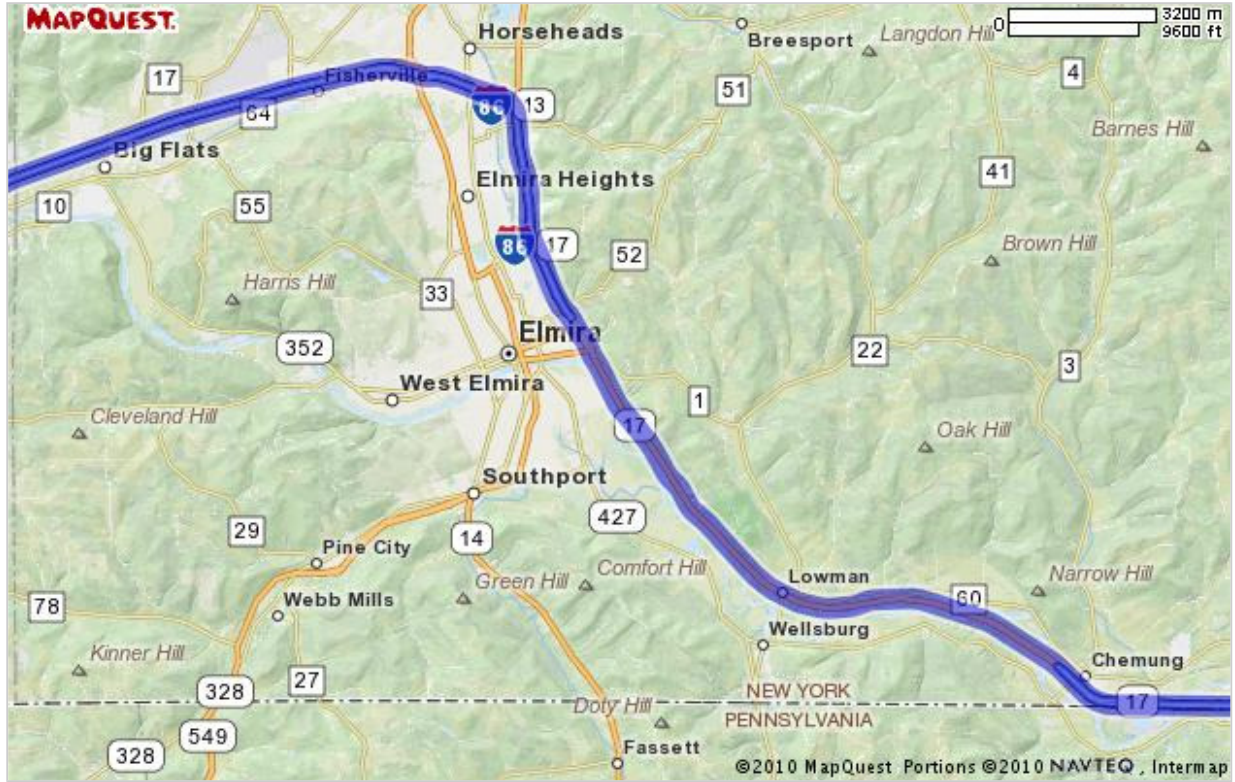 MAPQUEST.
Horseheads
Breesport
Langdon Hill
0
3200 m
9600 ft
17
Fisherville
4
64
86
13
51
Barnes Hill
Big Flats
41
10
55
Elmira Heights
86
17
52
Brown Hill
Harris Hill
33
352
Elmira
22
3
West Elmira
1
Cleveland Hill
17
Oak Hill
Southport
427
29
14
Pine City
Green Hill
Comfort Hill
Lowman
60
Narrow Hill
78
Webb Mills
Wellsburg
Kinner Hill
Chemung
328
27
NEW YORK
17
Doty Hill
PENNSYLVANIA
549
328
Fassett
©2010 MapQuest Portions ©2010 NAVTEQ, Intermap